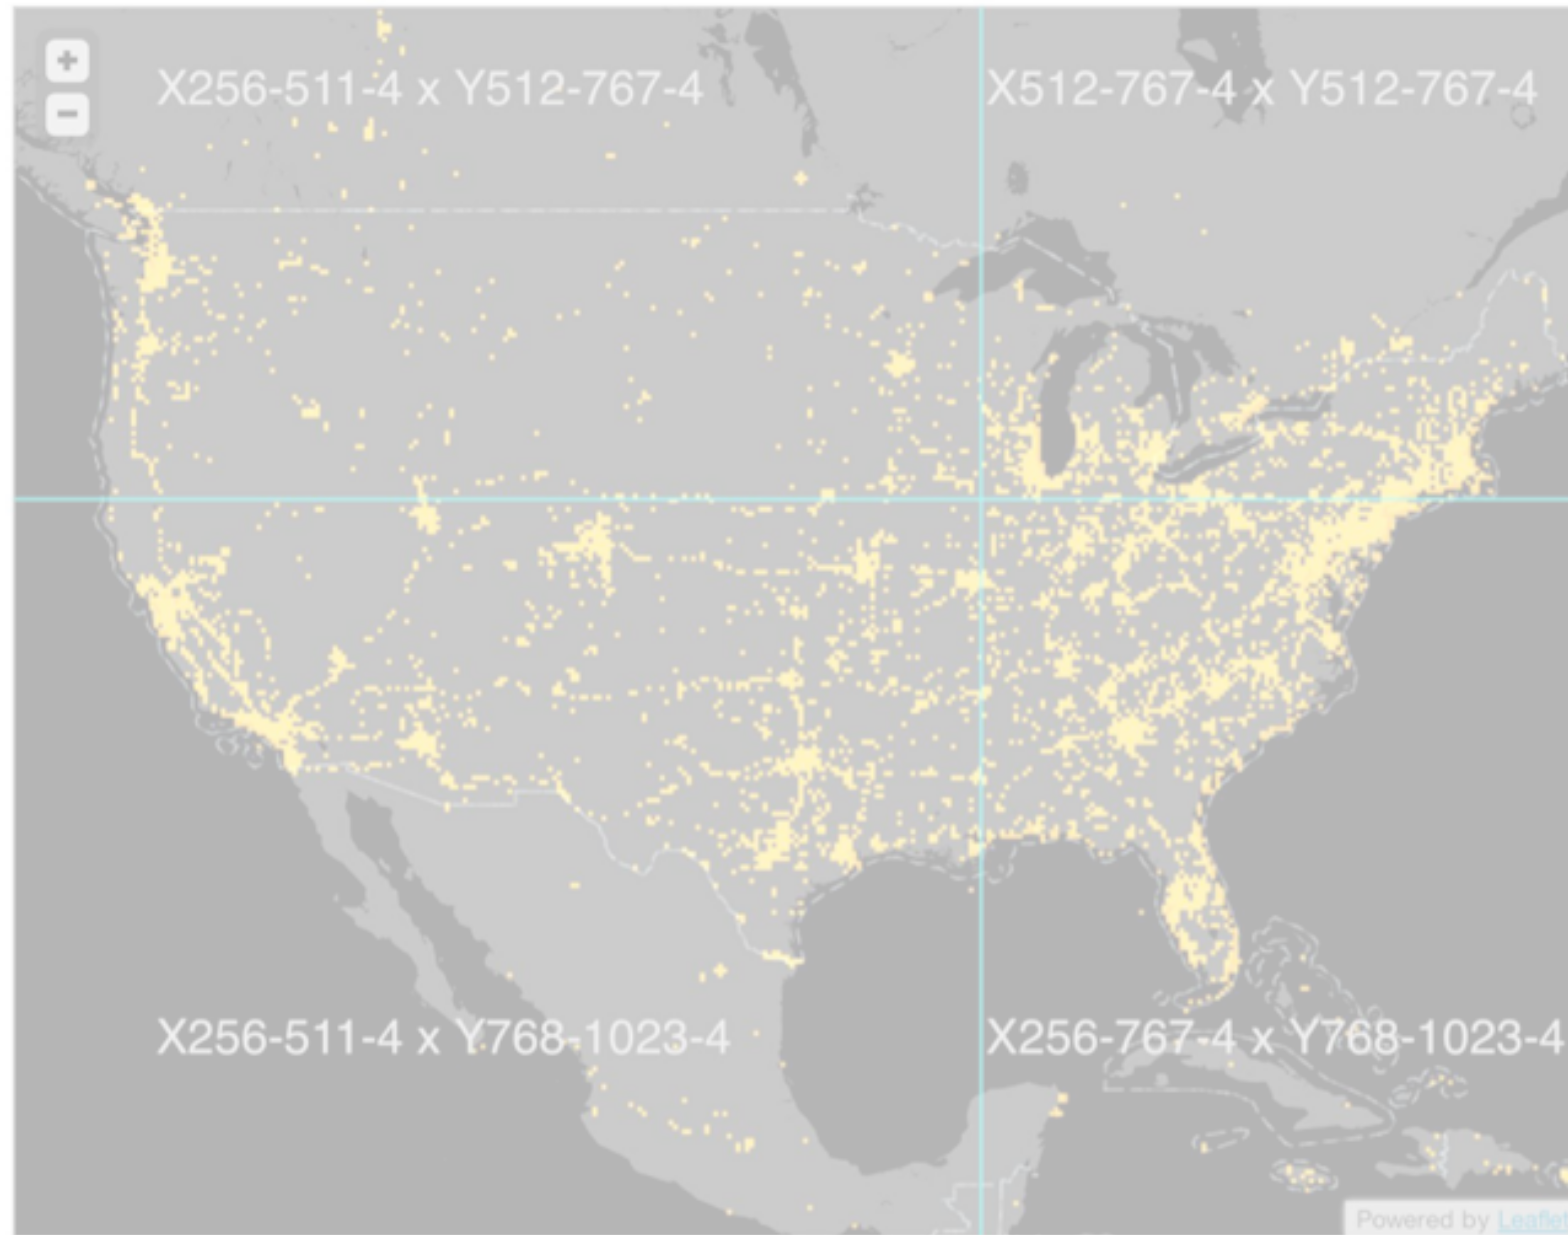 +
X256-511-4 x Y512-767-4
X512-767-4 x Y512-767-4
−
X256-511-4 x Y768-1023-4
X256-767-4 x Y768-1023-4
Powered by Leaflet